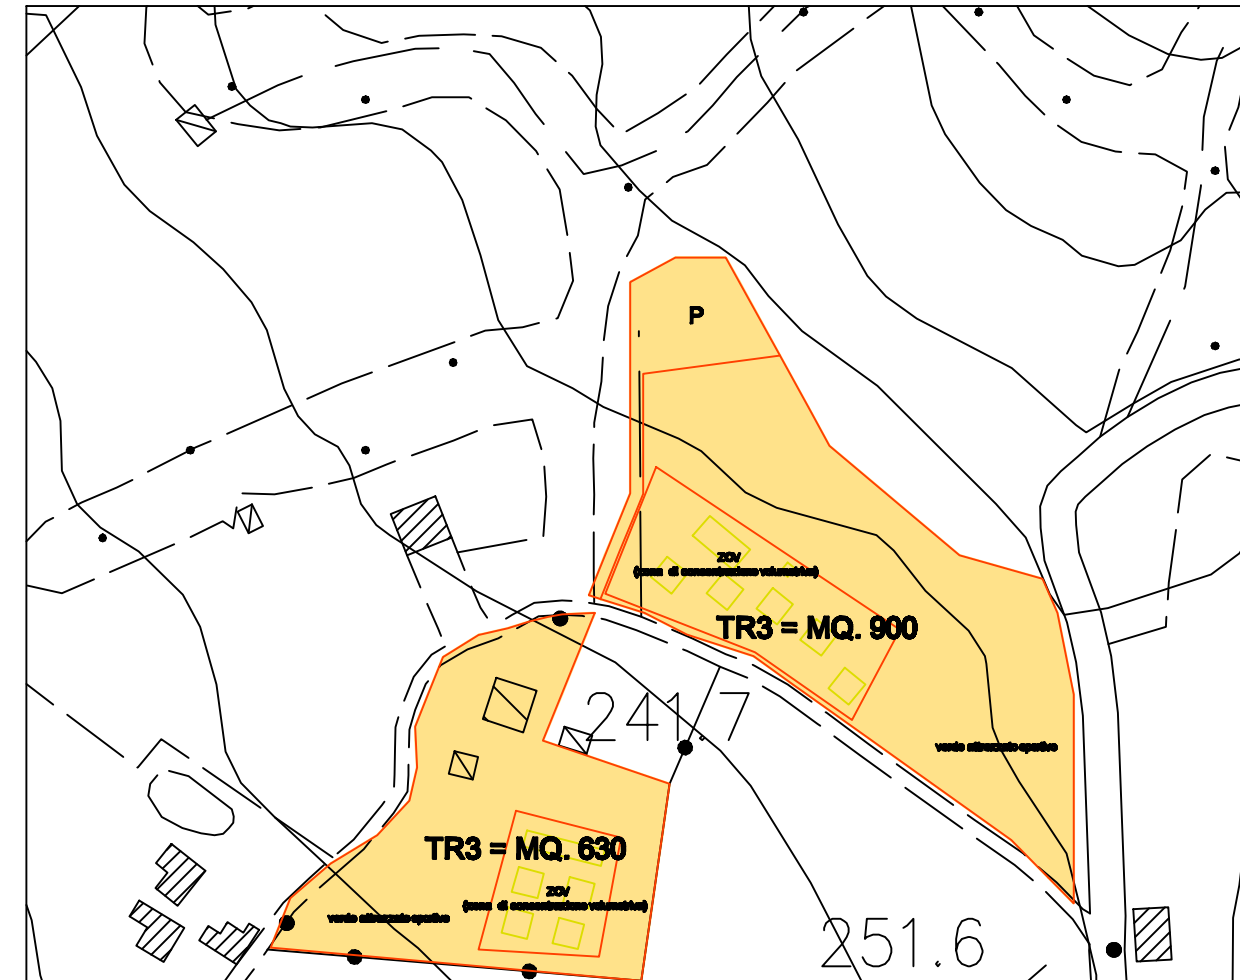 P
ZCV
(zona di concentrazione volumetrica)
TR3 = MQ. 900
241.7
verde attrezzato sportivo
TR3 = MQ. 630
ZCV
(zona di concentrazione volumetrica)
verde attrezzato sportivo
251.6